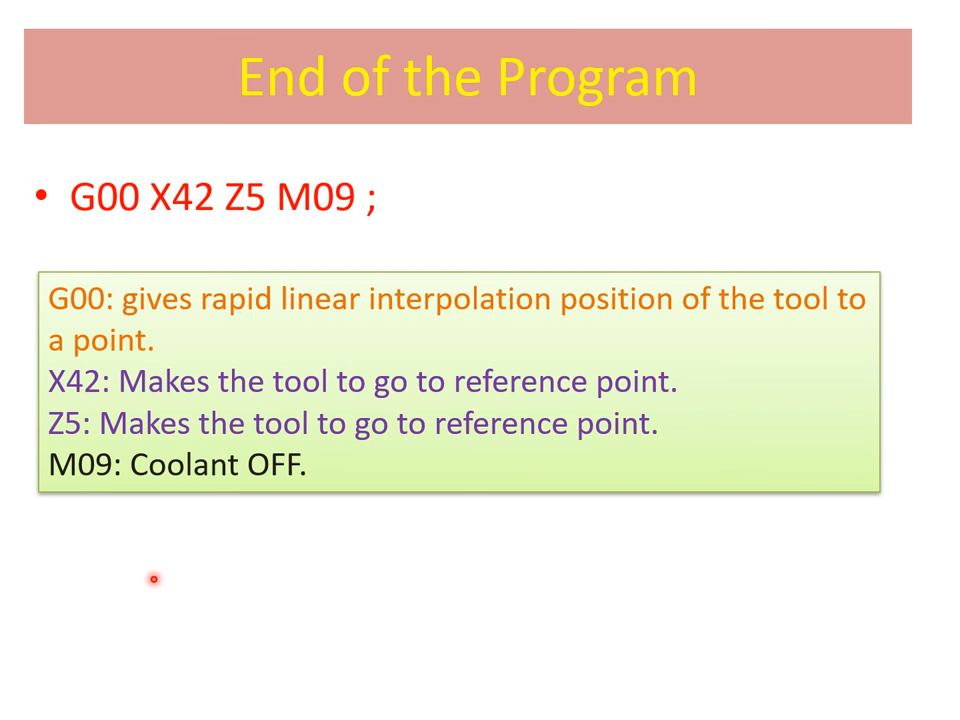 End of the Program
• G00 X42 Z5 M09 ;
G00: gives rapid linear interpolation position of the tool to
a point.
X42: Makes the tool to go to reference point.
Z5: Makes the tool to go to reference point.
M09: Coolant OFF.